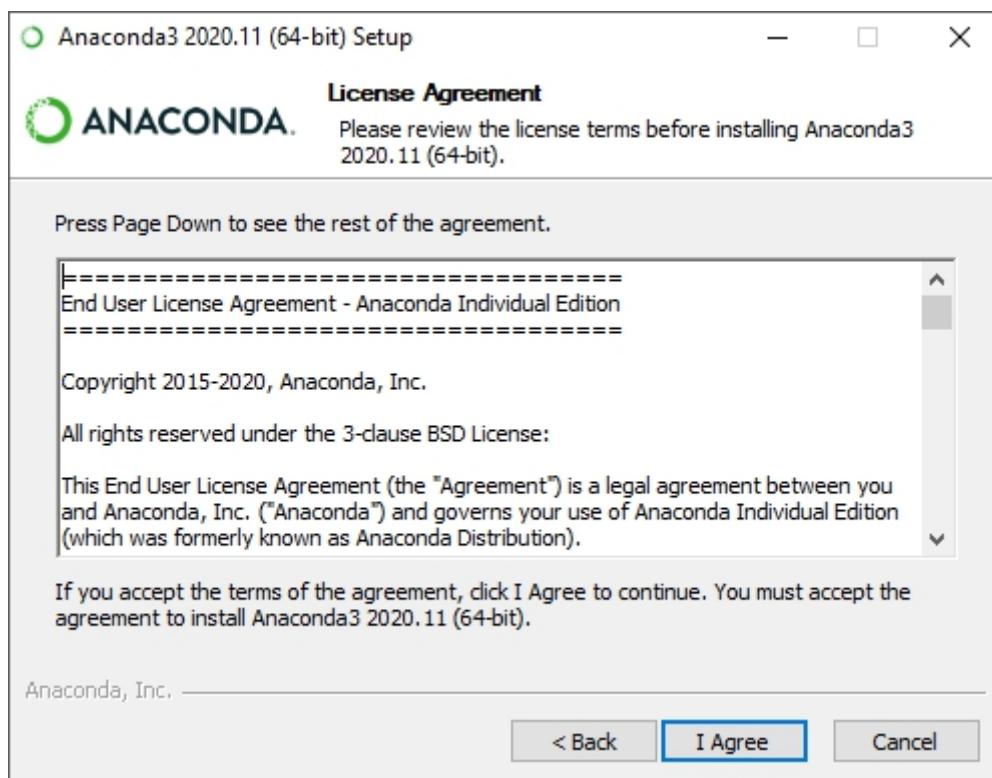 Anaconda3 2020.11 (64-bit) Setup
ANACONDA.
License Agreement
Please review the license terms before installing Anaconda3
2020.11 (64-bit).
Press Page Down to see the rest of the agreement.
===================================
End User License Agreement - Anaconda Individual Edition
===================================
Copyright 2015-2020, Anaconda, Inc.
All rights reserved under the 3-clause BSD License:
This End User License Agreement (the "Agreement") is a legal agreement between you
and Anaconda, Inc. ("Anaconda") and governs your use of Anaconda Individual Edition
(which was formerly known as Anaconda Distribution).
If you accept the terms of the agreement, click I Agree to continue. You must accept the
agreement to install Anaconda3 2020.11 (64-bit).
Anaconda, Inc.
< Back
I Agree
Cancel